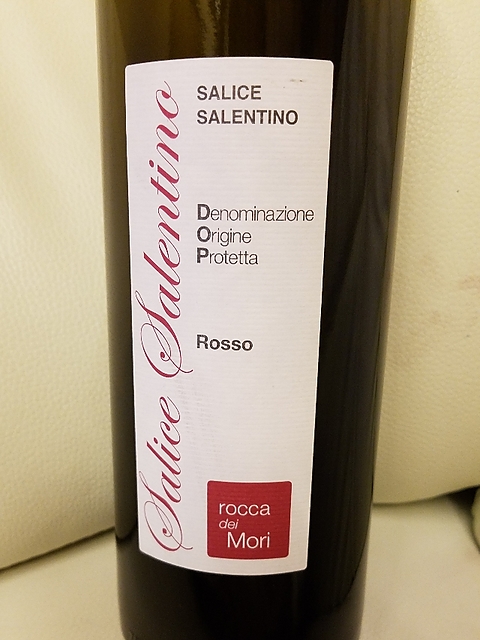 Salice Salentino
SALICE
SALENTINO
Denominazione
Origine
Protetta
Rosso
rocca
dei
Mori